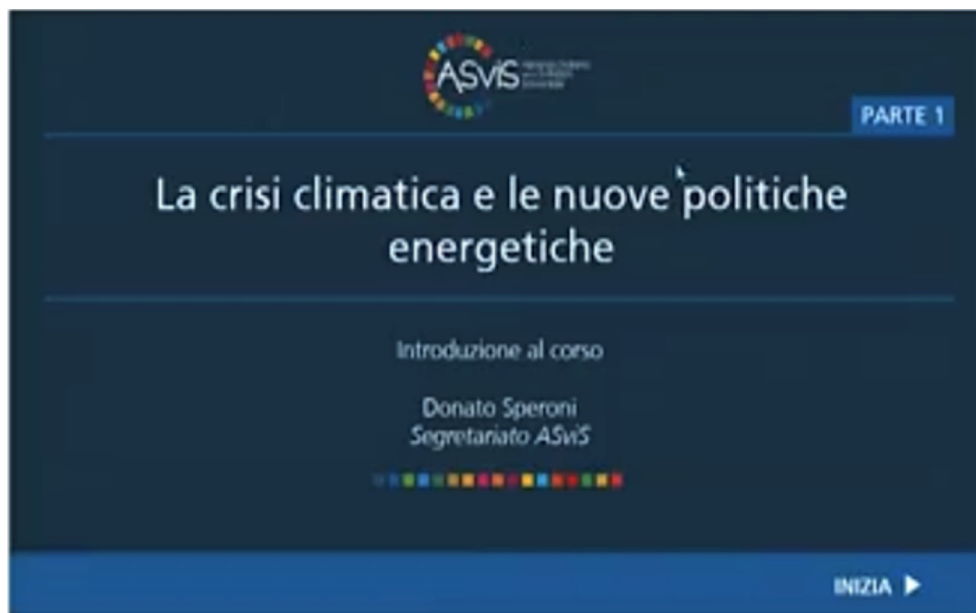 ASviS
PARTE 1
La crisi climatica e le nuove politiche
energetiche
Introduzione al corso
Donato Speroni
Segretariato ASviS
INIZIA